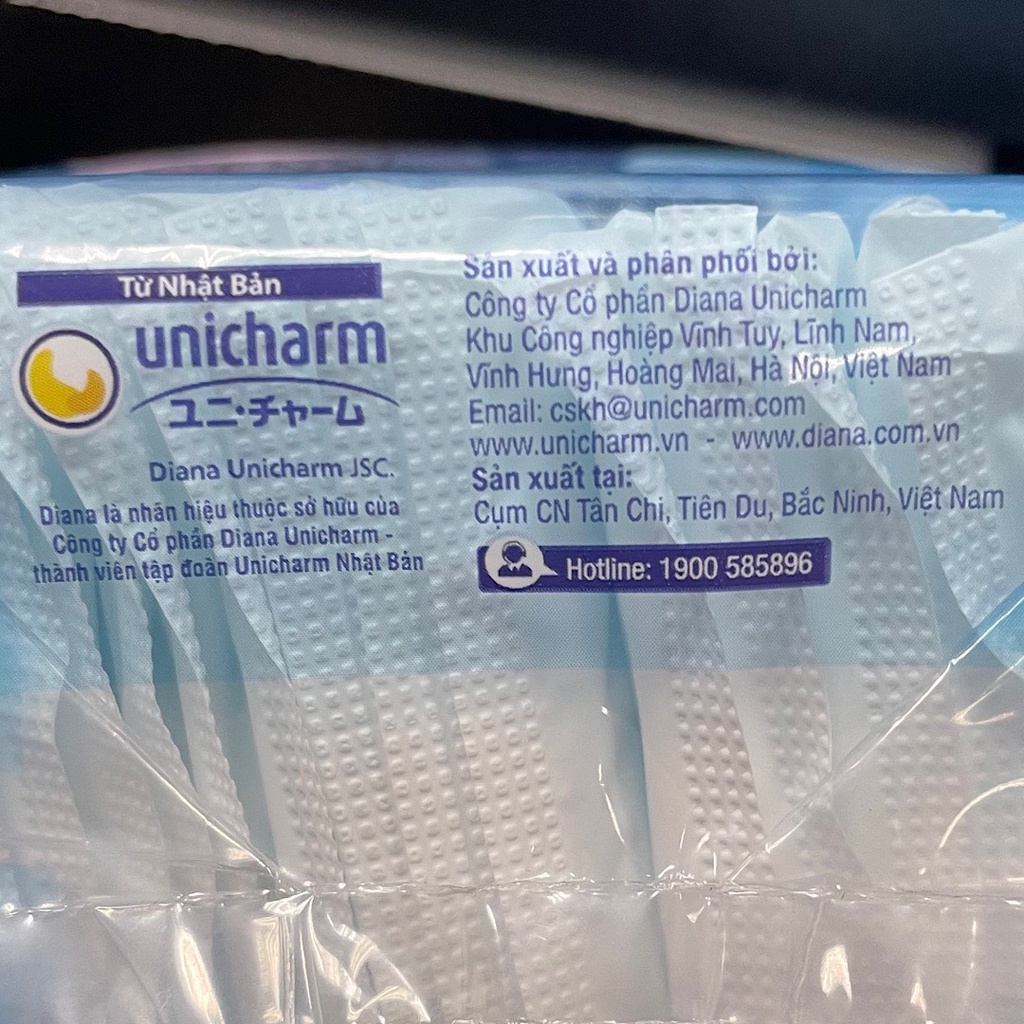 Từ Nhật Bản
unicharm
ユニ・チャーム
Diana Unicharm JSC.
Diana là nhãn hiệu thuộc sở hữu của
Công ty Cổ phần Diana Unicharm -
thành viên tập đoàn Unicharm Nhật Bản
Sản xuất và phân phối bởi:
Công ty Cổ phần Diana Unicharm
Khu Công nghiệp Vĩnh Tuy, Lĩnh Nam,
Vĩnh Hưng, Hoàng Mai, Hà Nội, Việt Nam
Email: cskh@unicharm.com
www.unicharm.vn - www.diana.com.vn
Sản xuất tại:
Cụm CN Tân Chi, Tiên Du, Bắc Ninh, Việt Nam
Hotline: 1900 585896